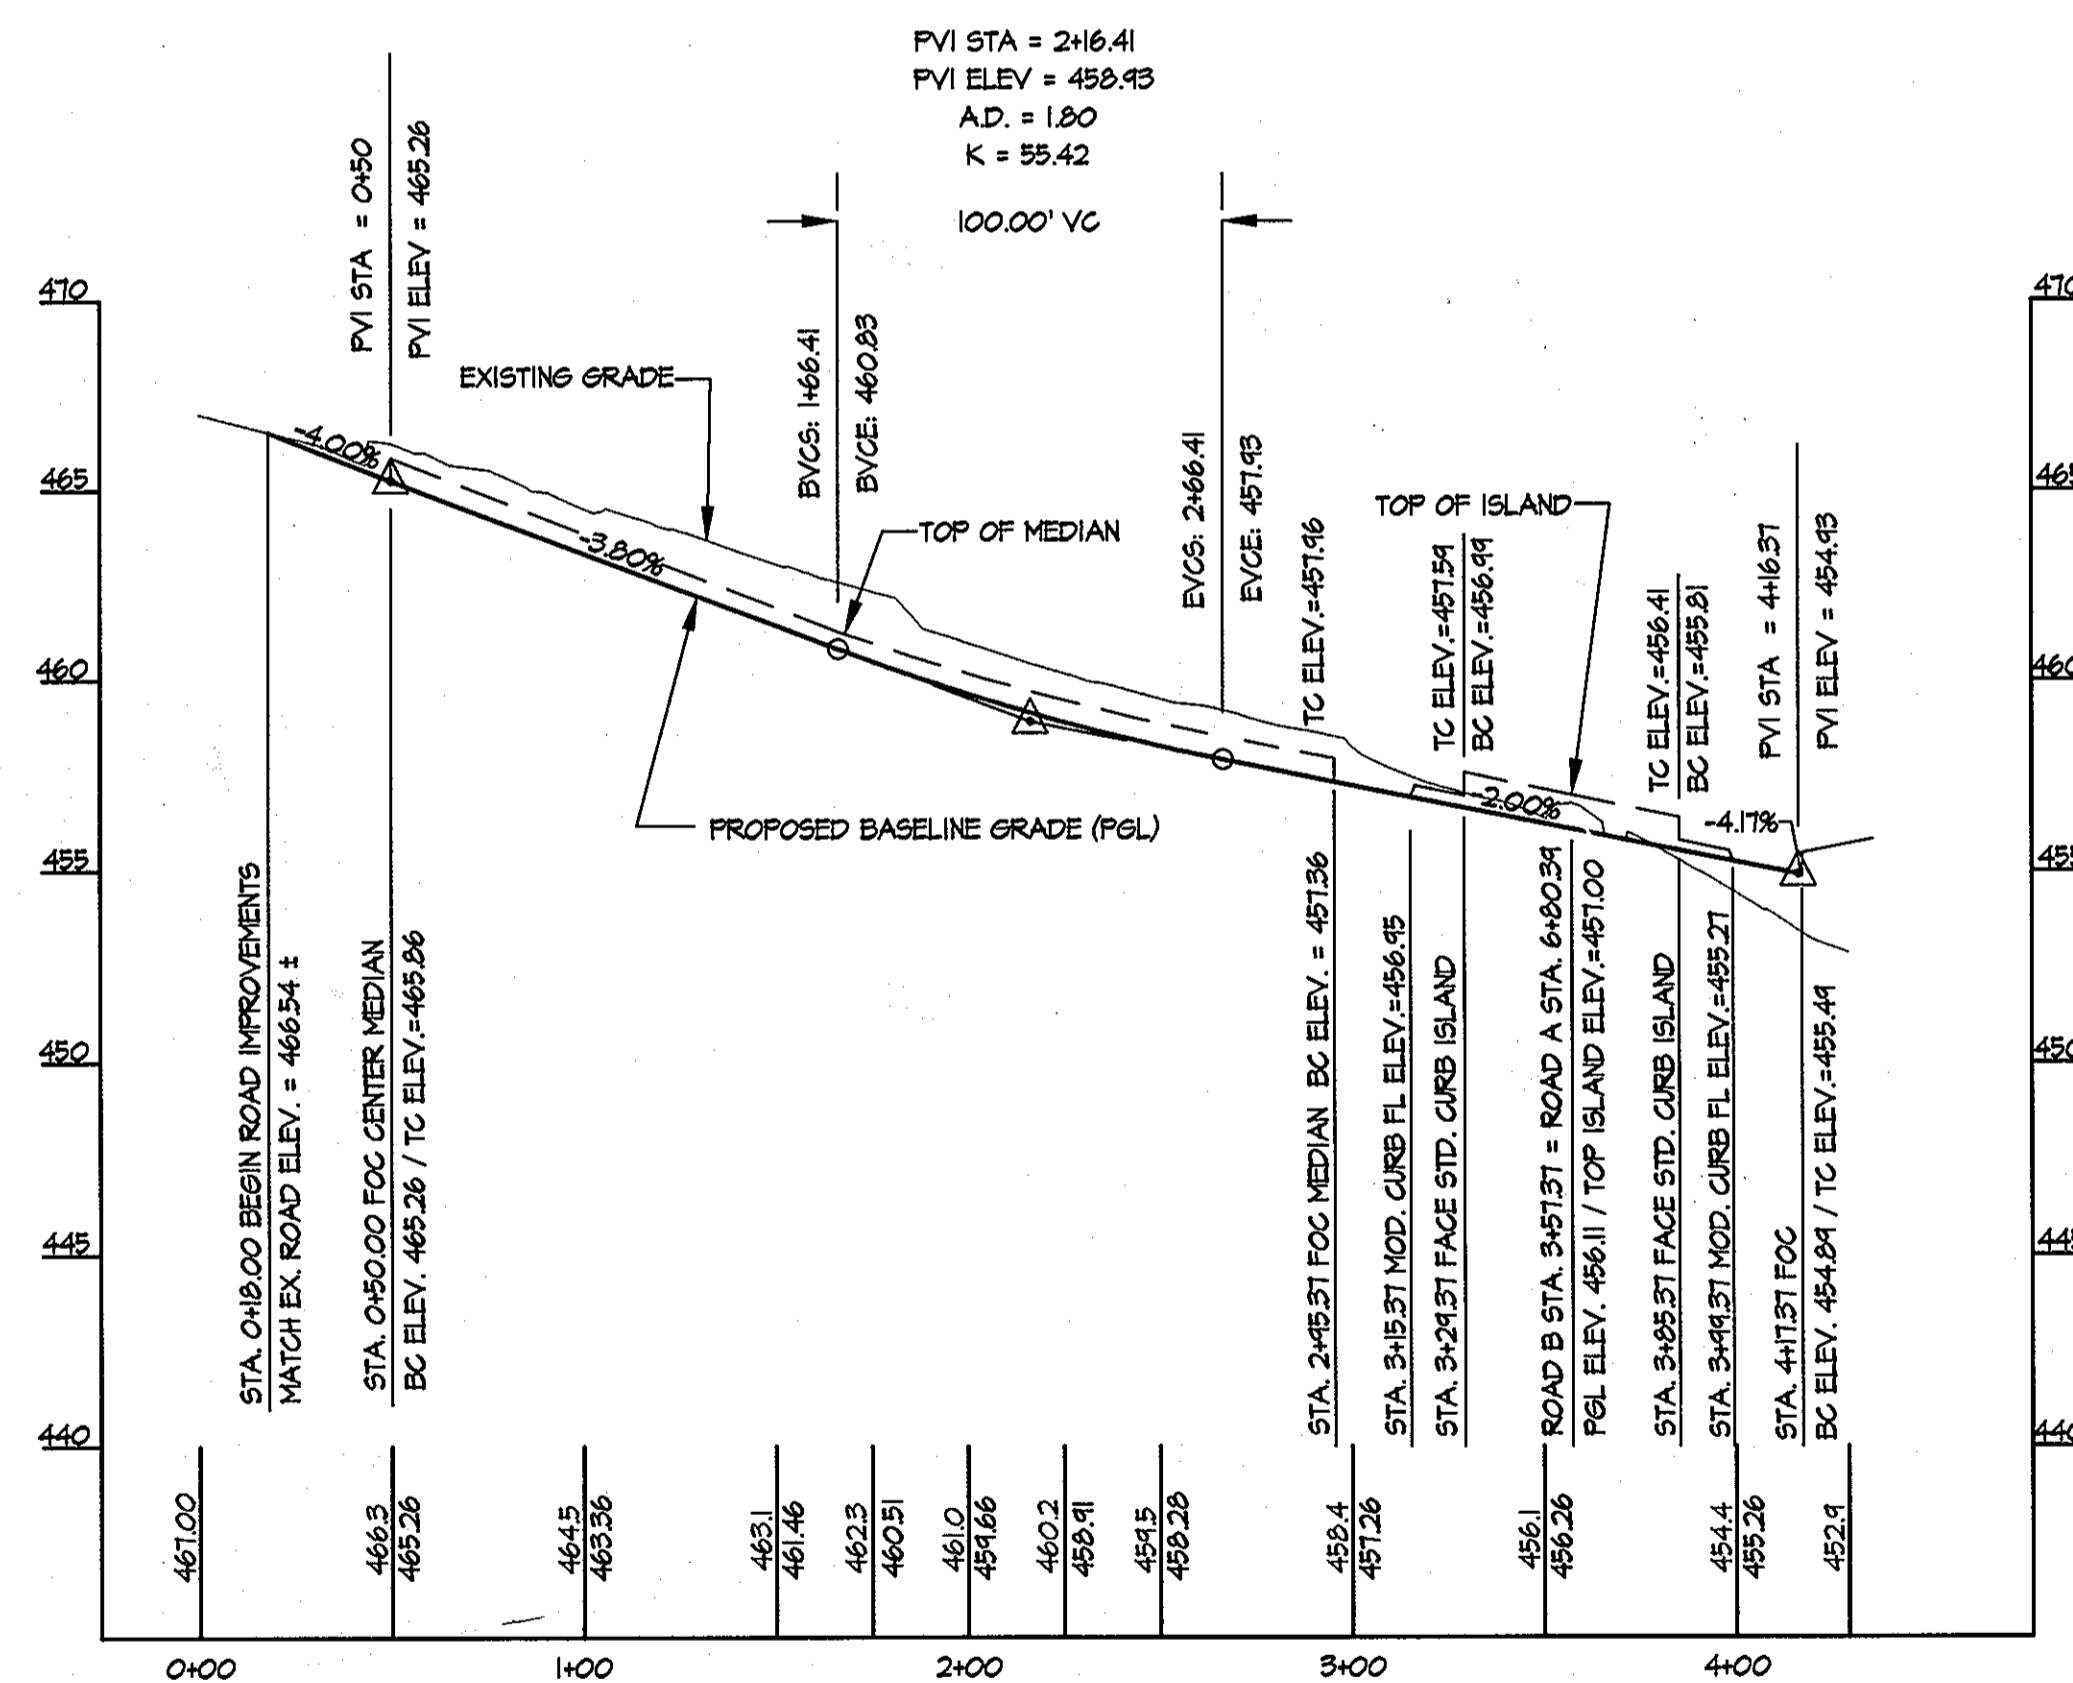 PVI STA = 2+16.41
PVI ELEV = 458.93
A.D. = 1.80
K = 55.42
100.00' VC
PVI STA = 0+50
PVI ELEV = 465.26
BVCS: 1+66.41
BVCE: 460.83
EVCS: 2+66.41
EVCE: 457.93
EXISTING GRADE
TOP OF MEDIAN
TOP OF ISLAND
PROPOSED BASELINE GRADE (PGL)
-4.00%
-3.80%
-2.00%
-4.17%
TC ELEV.=457.96
TC ELEV.=457.59
BC ELEV.=456.99
TC ELEV.=456.41
BC ELEV.=455.81
PVI STA = 4+16.37
PVI ELEV = 454.93
470
465
460
455
450
445
440
470
465
460
455
450
445
440
STA. 0+18.00 BEGIN ROAD IMPROVEMENTS
MATCH EX. ROAD ELEV. = 466.54 ±
STA. 0+50.00 FOC CENTER MEDIAN
BC ELEV. 465.26 / TC ELEV.=465.86
STA. 2+95.37 FOC MEDIAN BC ELEV. = 457.36
STA. 3+15.37 MOD. CURB FL ELEV.=456.95
STA. 3+29.37 FACE STD. CURB ISLAND
ROAD B STA. 3+57.37 = ROAD A STA. 6+80.39
PGL ELEV. 456.11 / TOP ISLAND ELEV.=457.00
STA. 3+85.37 FACE STD. CURB ISLAND
STA. 3+99.37 MOD. CURB FL ELEV.=455.27
STA. 4+17.37 FOC
BC ELEV. 454.89 / TC ELEV.=455.49
467.00
466.3
465.26
464.5
463.36
463.1
461.46
462.3
460.51
461.0
459.66
460.2
458.91
459.5
458.28
458.4
457.26
456.1
456.26
454.4
455.26
452.9
0+00
1+00
2+00
3+00
4+00